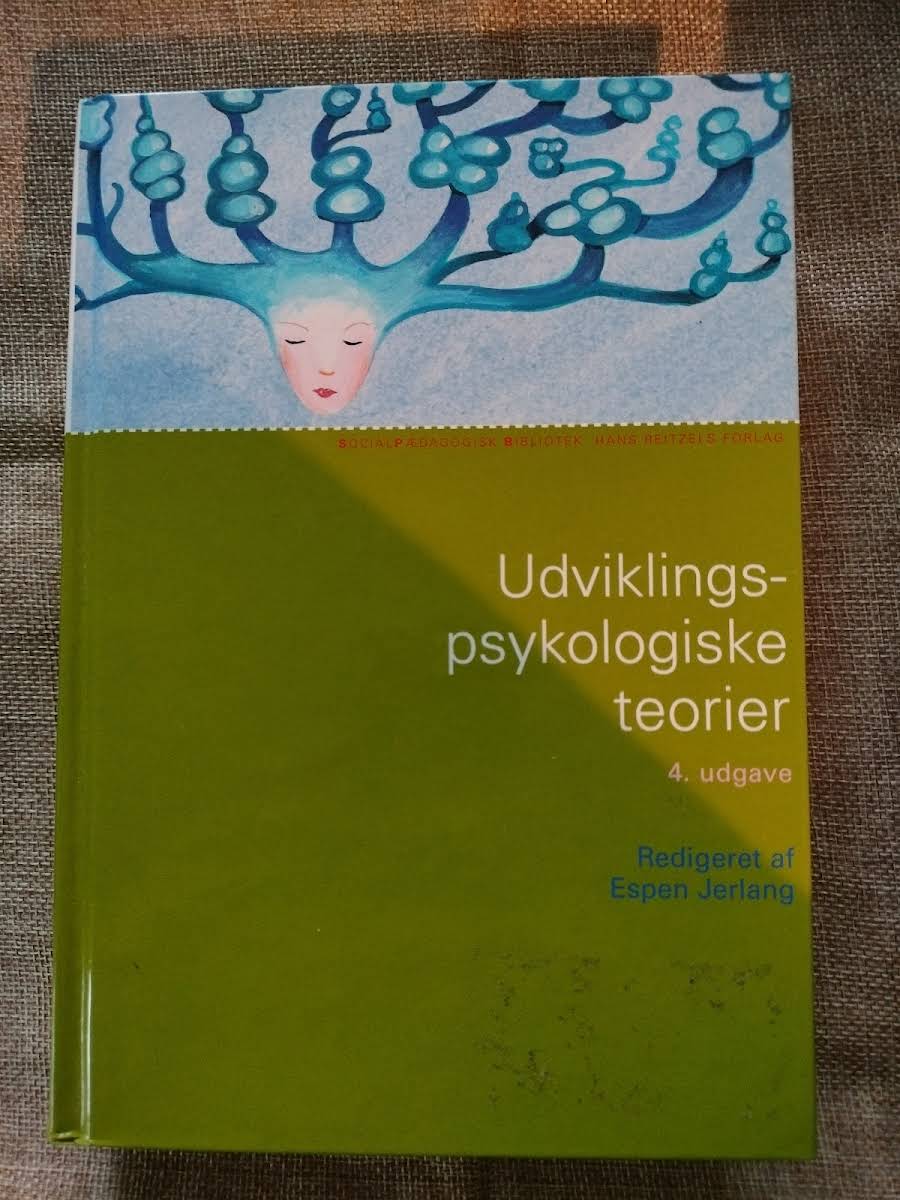 SOCIALPÆDAGOGISK BIBLIOTEK HANS REITZELS FORLAG
Udviklings-
psykologiske
teorier
4. udgave
Redigeret af
Espen Jerlang